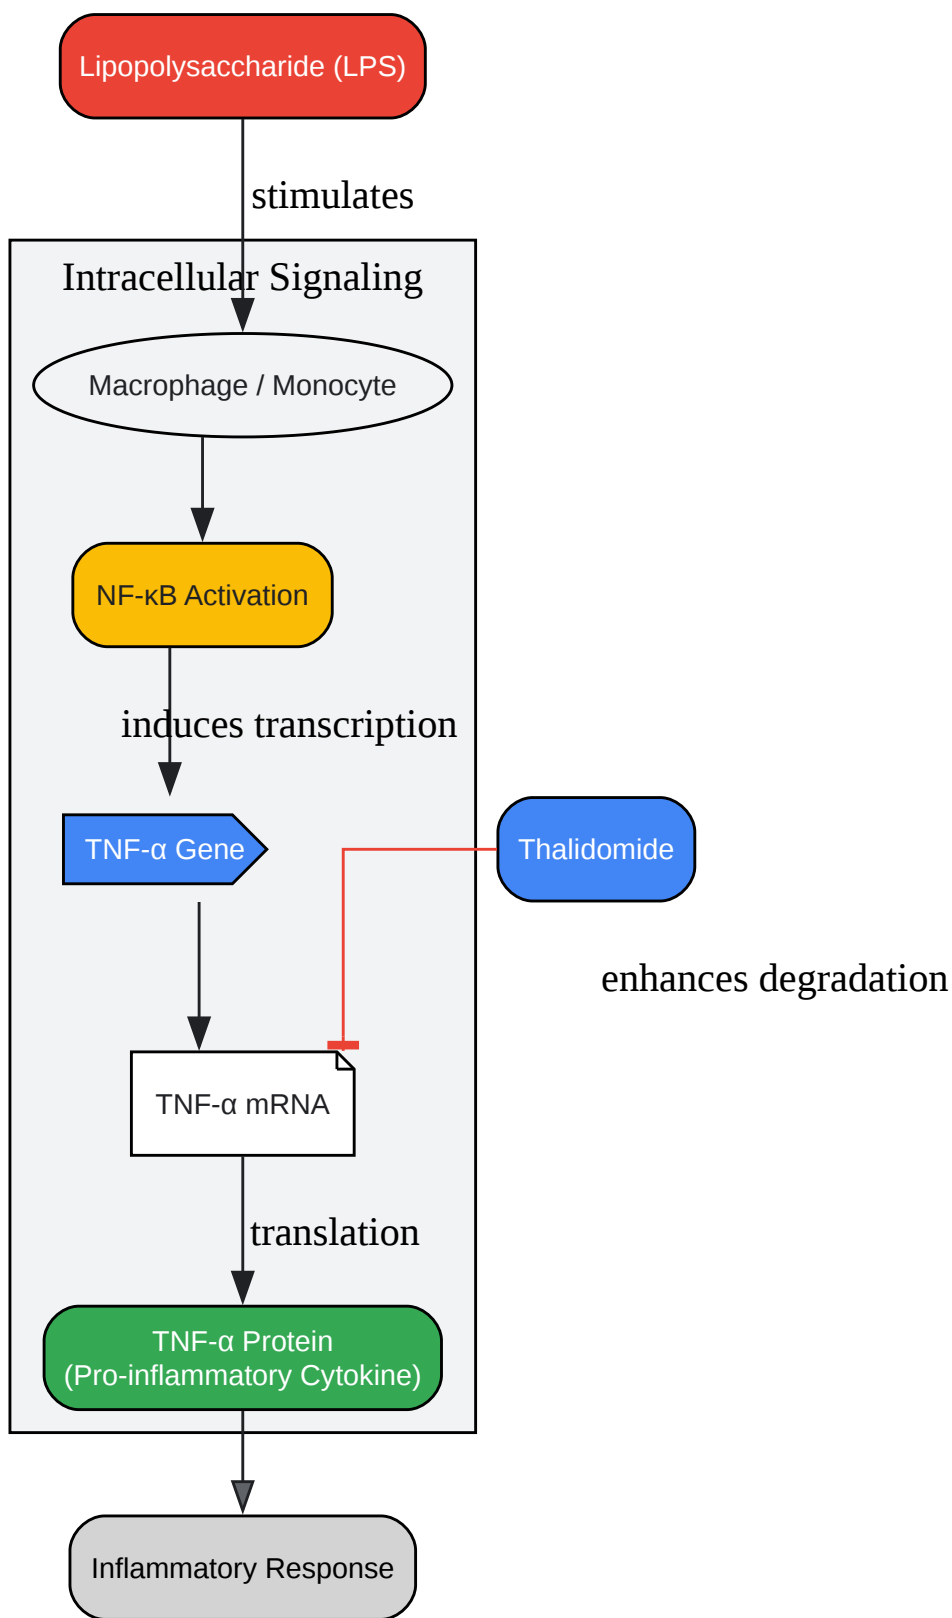 Lipopolysaccharide (LPS)
stimulates
Intracellular Signaling
Macrophage / Monocyte
NF-κB Activation
induces transcription
TNF-α Gene
Thalidomide
enhances degradation
TNF-α mRNA
translation
TNF-α Protein
(Pro-inflammatory Cytokine)
Inflammatory Response